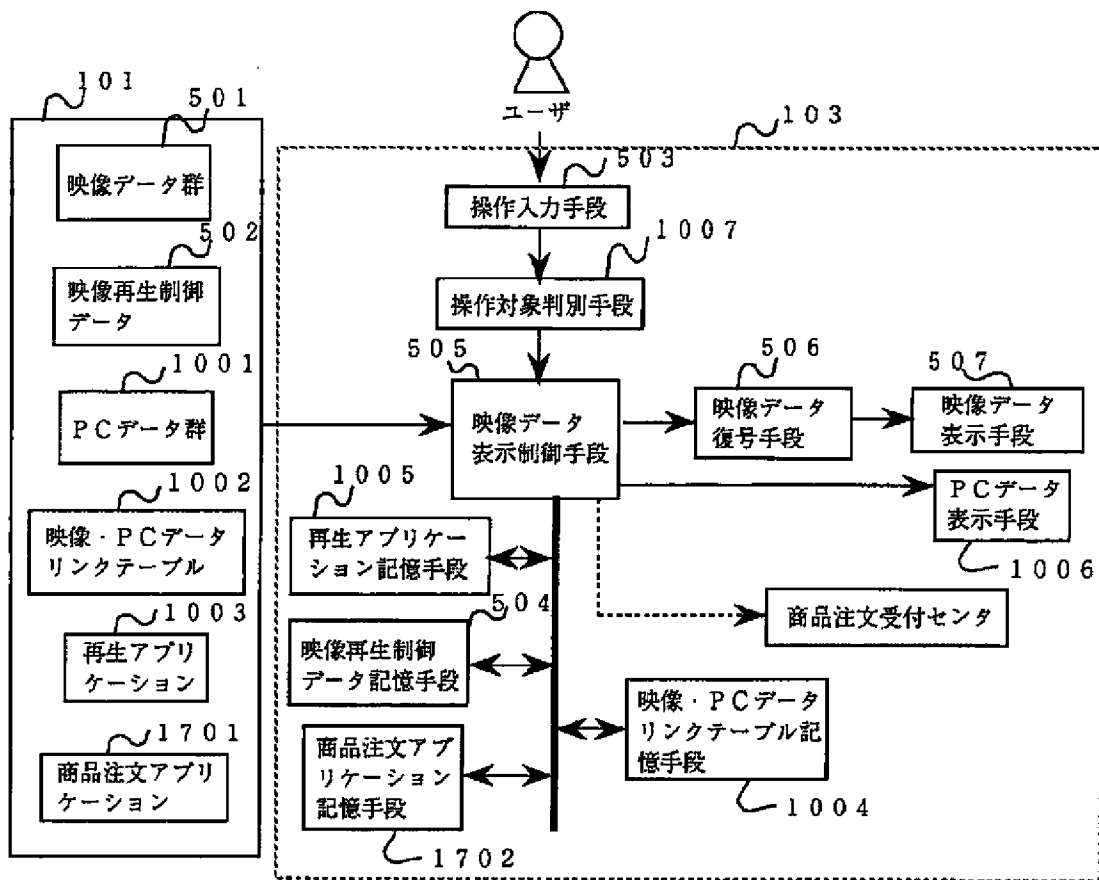 ユーザ
101
501
映像データ群
502
映像再生制御
データ
1001
PCデータ群
1002
映像・PCデータ
リンクテーブル
1003
再生アプリ
ケーション
1701
商品注文アプリ
ケーション
103
503
操作入力手段
1007
操作対象判別手段
505
映像データ
表示制御手段
506
映像データ
復号手段
507
映像データ
表示手段
PCデータ
表示手段
1006
1005
再生アプリケー
ション記憶手段
商品注文受付センタ
504
映像再生制御
データ記憶手段
映像・PCデータ
リンクテーブル記
憶手段
1004
商品注文アプ
リケーション
記憶手段
1702